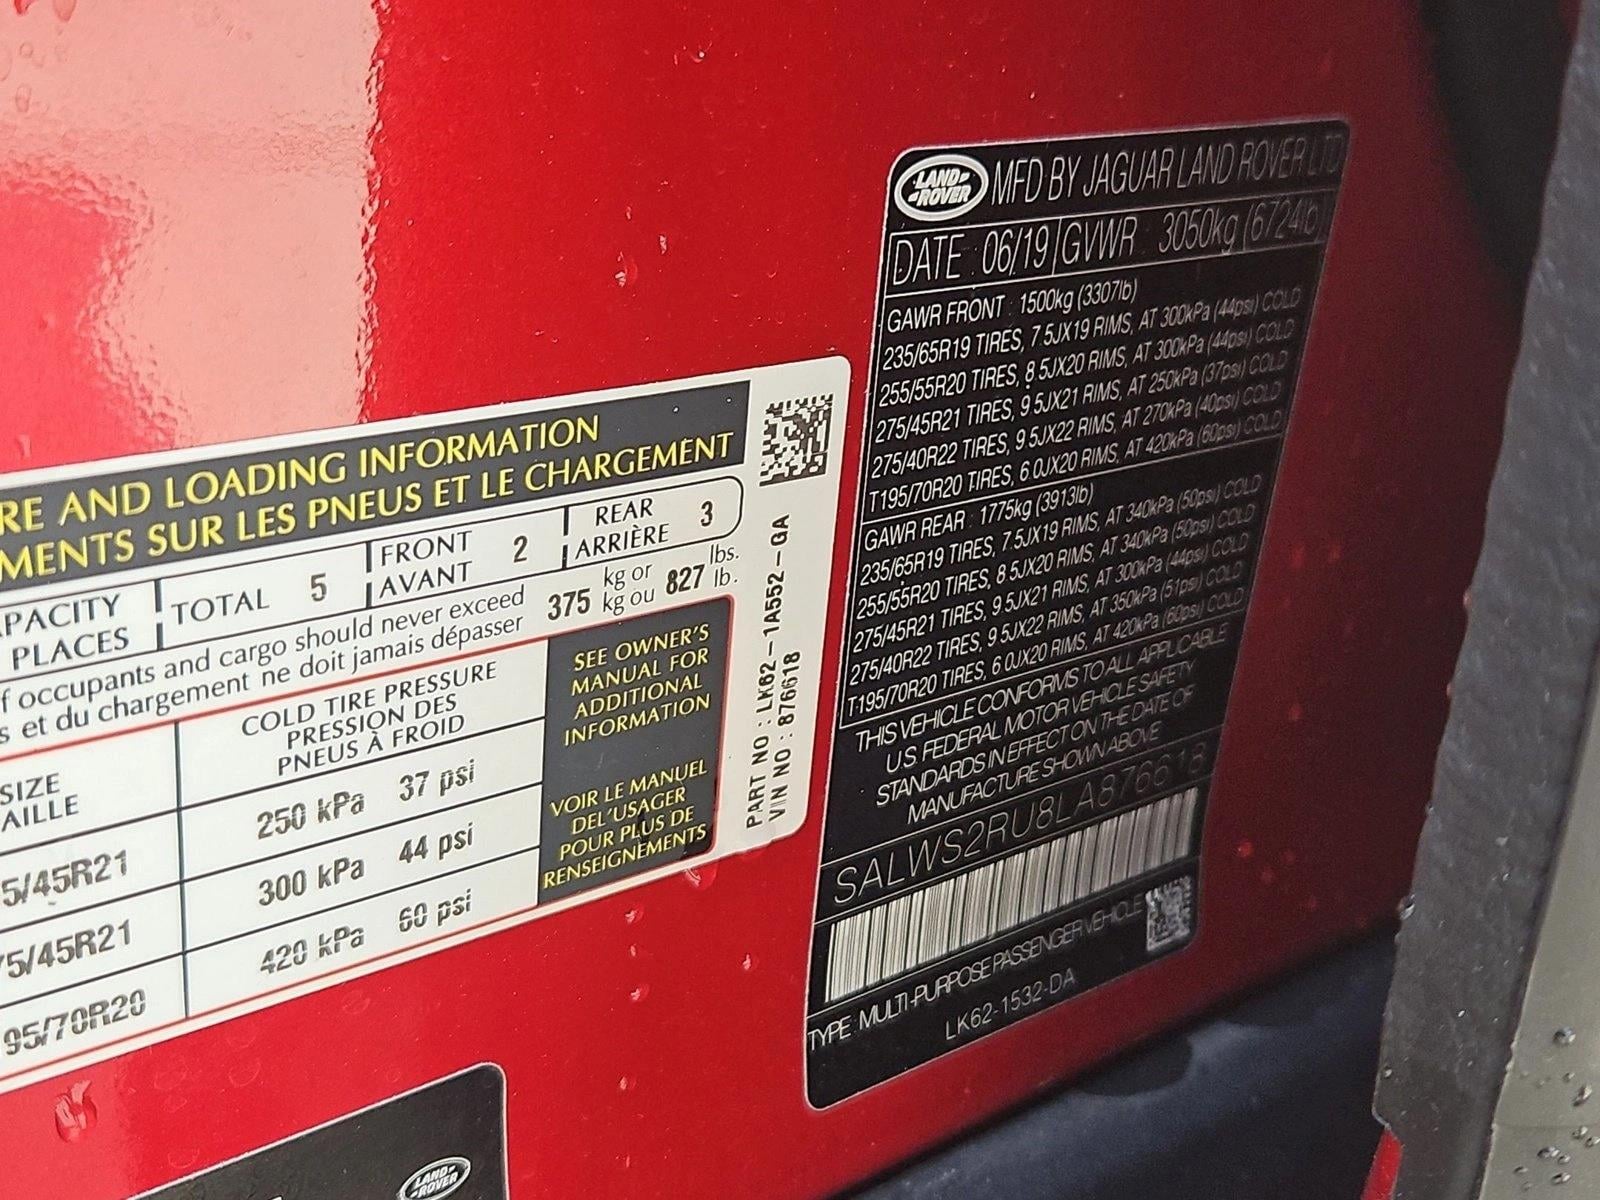 RE AND LOADING INFORMATION
MENTS SUR LES PNEUS ET LE CHARGEMENT
PACITY
PLACES
TOTAL 5
FRONT
AVANT
2
REAR
ARRIÈRE
3
f occupants and cargo should never exceed
s et du chargement ne doit jamais dépasser
375 kg or
kg ou
827 lbs.
lb.
SIZE
AILLE
COLD TIRE PRESSURE
PRESSION DES
PNEUS À FROID
5/45R21 250 kPa 37 psi
75/45R21 300 kPa 44 psi
95/70R20 420 kPa 60 psi
SEE OWNER'S
MANUAL FOR
ADDITIONAL
INFORMATION
VOIR LE MANUEL
DEL'USAGER
POUR PLUS DE
RENSEIGNEMENTS
PART NO : LK62-1A552-GA
VIN NO : 876618
LAND-
-ROVER
MFD BY JAGUAR LAND ROVER LTD
DATE : 06/19 GVWR : 3050kg (6724lb)
GAWR FRONT : 1500kg (3307lb)
235/65R19 TIRES, 7.5JX19 RIMS, AT 300kPa (44psi) COLD
255/55R20 TIRES, 8.5JX20 RIMS, AT 300kPa (44psi) COLD
275/45R21 TIRES, 9.5JX21 RIMS, AT 250kPa (37psi) COLD
275/40R22 TIRES, 9.5JX22 RIMS, AT 270kPa (40psi) COLD
T195/70R20 TIRES, 6.0JX20 RIMS, AT 420kPa (60psi) COLD
GAWR REAR : 1775kg (3913lb)
235/65R19 TIRES, 7.5JX19 RIMS, AT 340kPa (50psi) COLD
255/55R20 TIRES, 8.5JX20 RIMS, AT 340kPa (50psi) COLD
275/45R21 TIRES, 9.5JX21 RIMS, AT 300kPa (44psi) COLD
275/40R22 TIRES, 9.5JX22 RIMS, AT 350kPa (51psi) COLD
T195/70R20 TIRES, 6.0JX20 RIMS, AT 420kPa (60psi) COLD
THIS VEHICLE CONFORMS TO ALL APPLICABLE
U.S. FEDERAL MOTOR VEHICLE SAFETY
STANDARDS IN EFFECT ON THE DATE OF
MANUFACTURE SHOWN ABOVE
SALWS2RU8LA876618
TYPE: MULTI-PURPOSE PASSENGER VEHICLE
LK62-1532-DA
LAND-
-ROVER